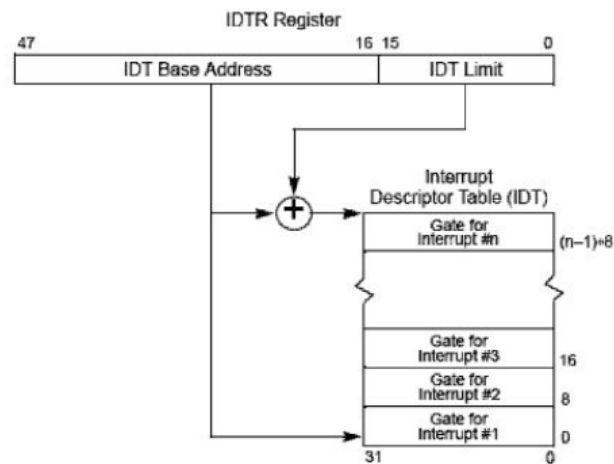 IDTR Register
47 16 15 0
IDT Base Address IDT Limit
+
Interrupt
Descriptor Table (IDT)
Gate for
Interrupt #n
(n–1)∗8
Gate for
Interrupt #3
16
Gate for
Interrupt #2
8
Gate for
Interrupt #1
0
31 0